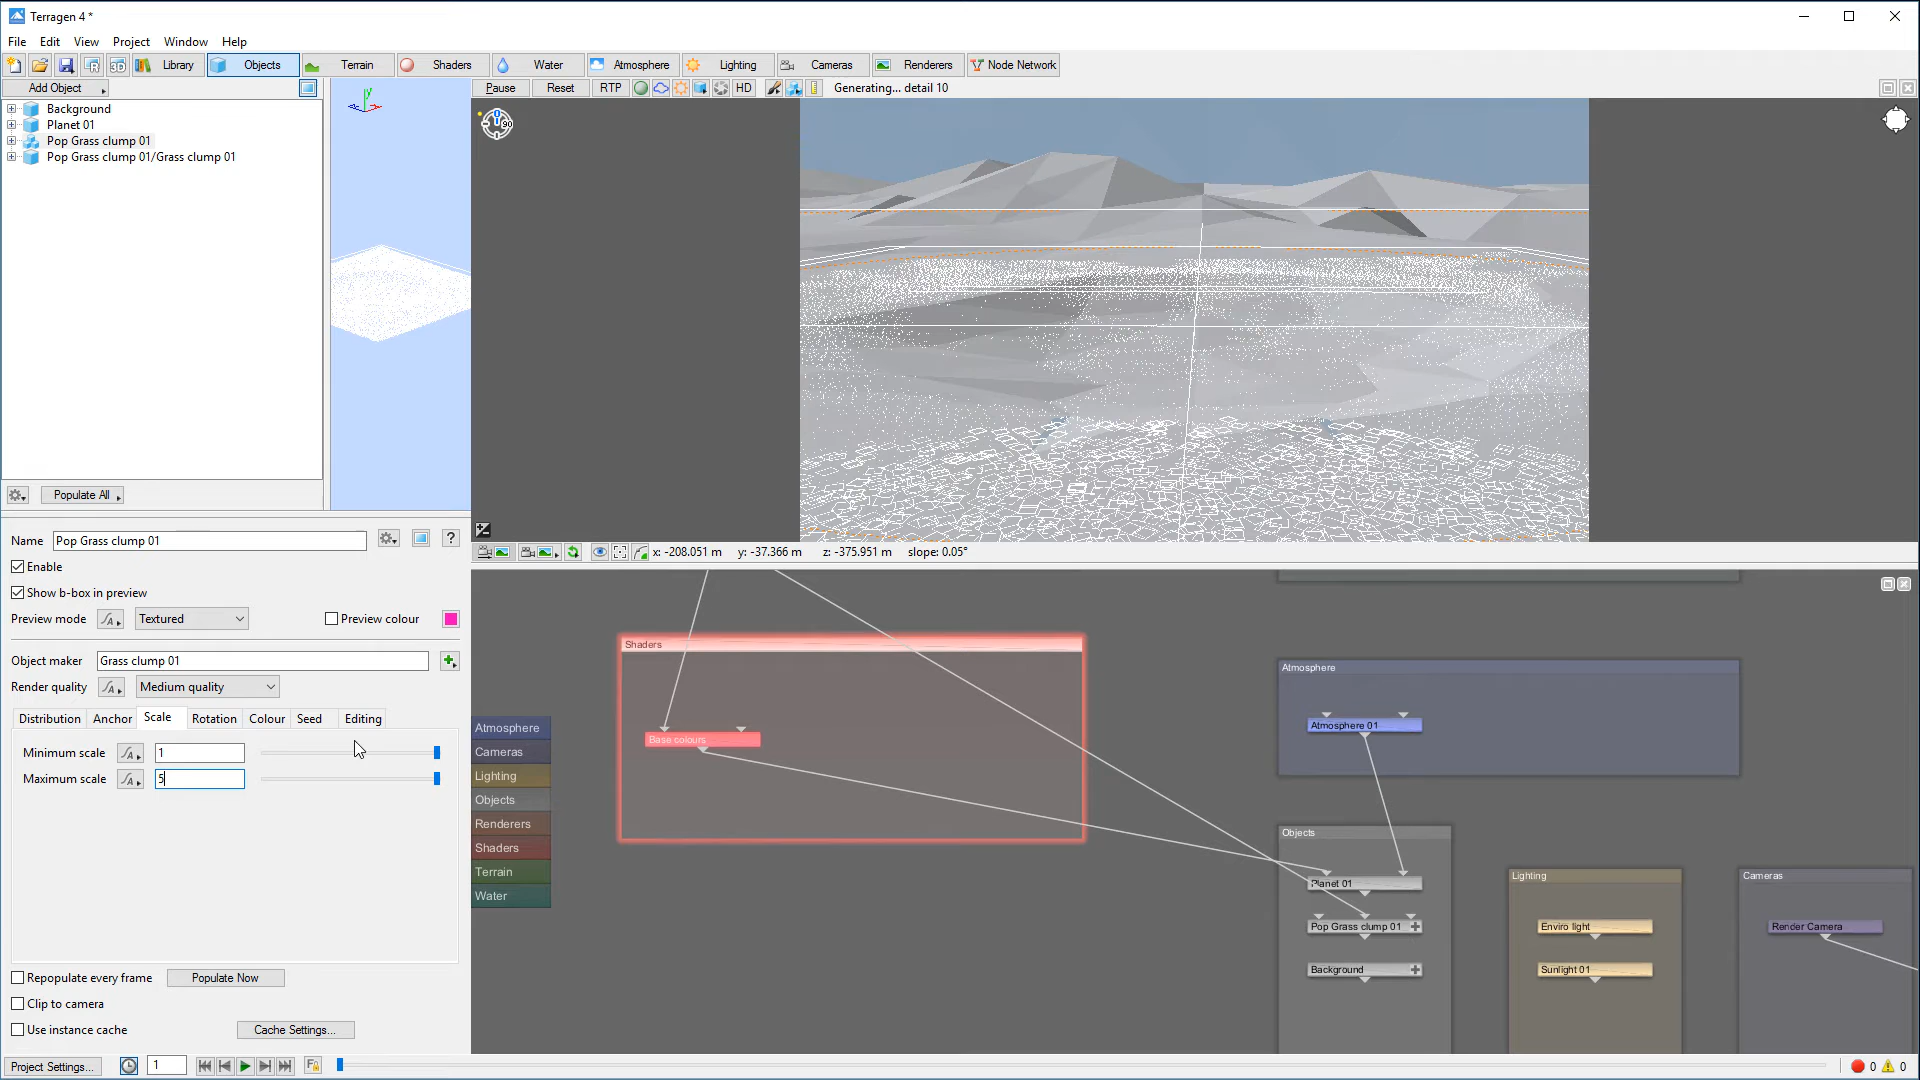 Terragen 4 *
File Edit View Project Window Help
Library Objects Terrain Shaders Water Atmosphere Lighting Cameras Renderers Node Network
Add Object
Pause Reset RTP HD Generating... detail 10
Background
Planet 01
Pop Grass clump 01
Pop Grass clump 01/Grass clump 01
y
90
Populate All
Name Pop Grass clump 01 ?
x: -208.051 m y: -37.366 m z: -375.951 m slope: 0.05°
Enable
Show b-box in preview
Preview mode Textured Preview colour
Object maker Grass clump 01
Render quality Medium quality
Distribution Anchor Scale Rotation Colour Seed Editing
Minimum scale 1
Maximum scale 5
Repopulate every frame Populate Now
Clip to camera
Use instance cache Cache Settings...
Atmosphere
Cameras
Lighting
Objects
Renderers
Shaders
Terrain
Water
Shaders
Base colours
Atmosphere
Atmosphere 01
Objects
Planet 01
Pop Grass clump 01
Background
Lighting
Enviro light
Sunlight 01
Cameras
Render Camera
Project Settings... 1 0 0